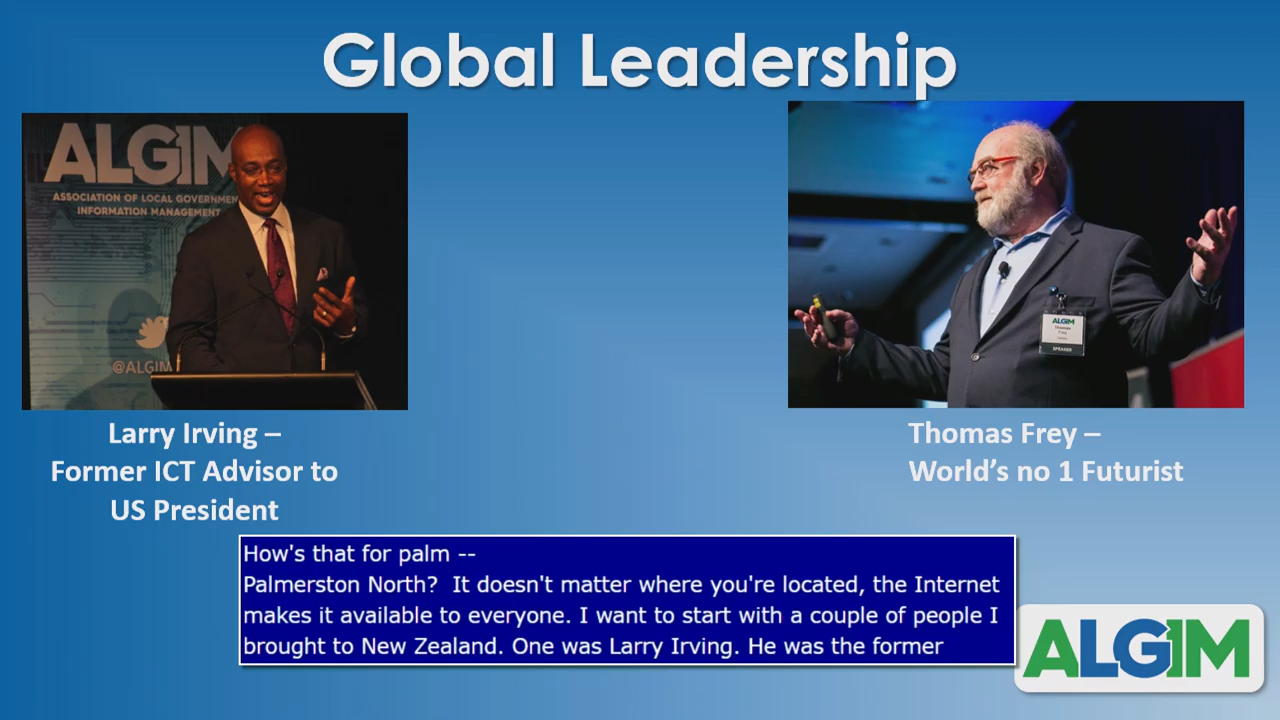 Global Leadership
ALGIM
ASSOCIATION OF LOCAL GOVERNMEN
INFORMATION MANAGEMENT
@ALGIM
ALGIM
Thomas
Frey
SPEAKER
Larry Irving –
Former ICT Advisor to
US President
Thomas Frey –
World’s no 1 Futurist
How's that for palm --
Palmerston North?  It doesn't matter where you're located, the Internet
makes it available to everyone. I want to start with a couple of people I
brought to New Zealand. One was Larry Irving. He was the former
ALGIM